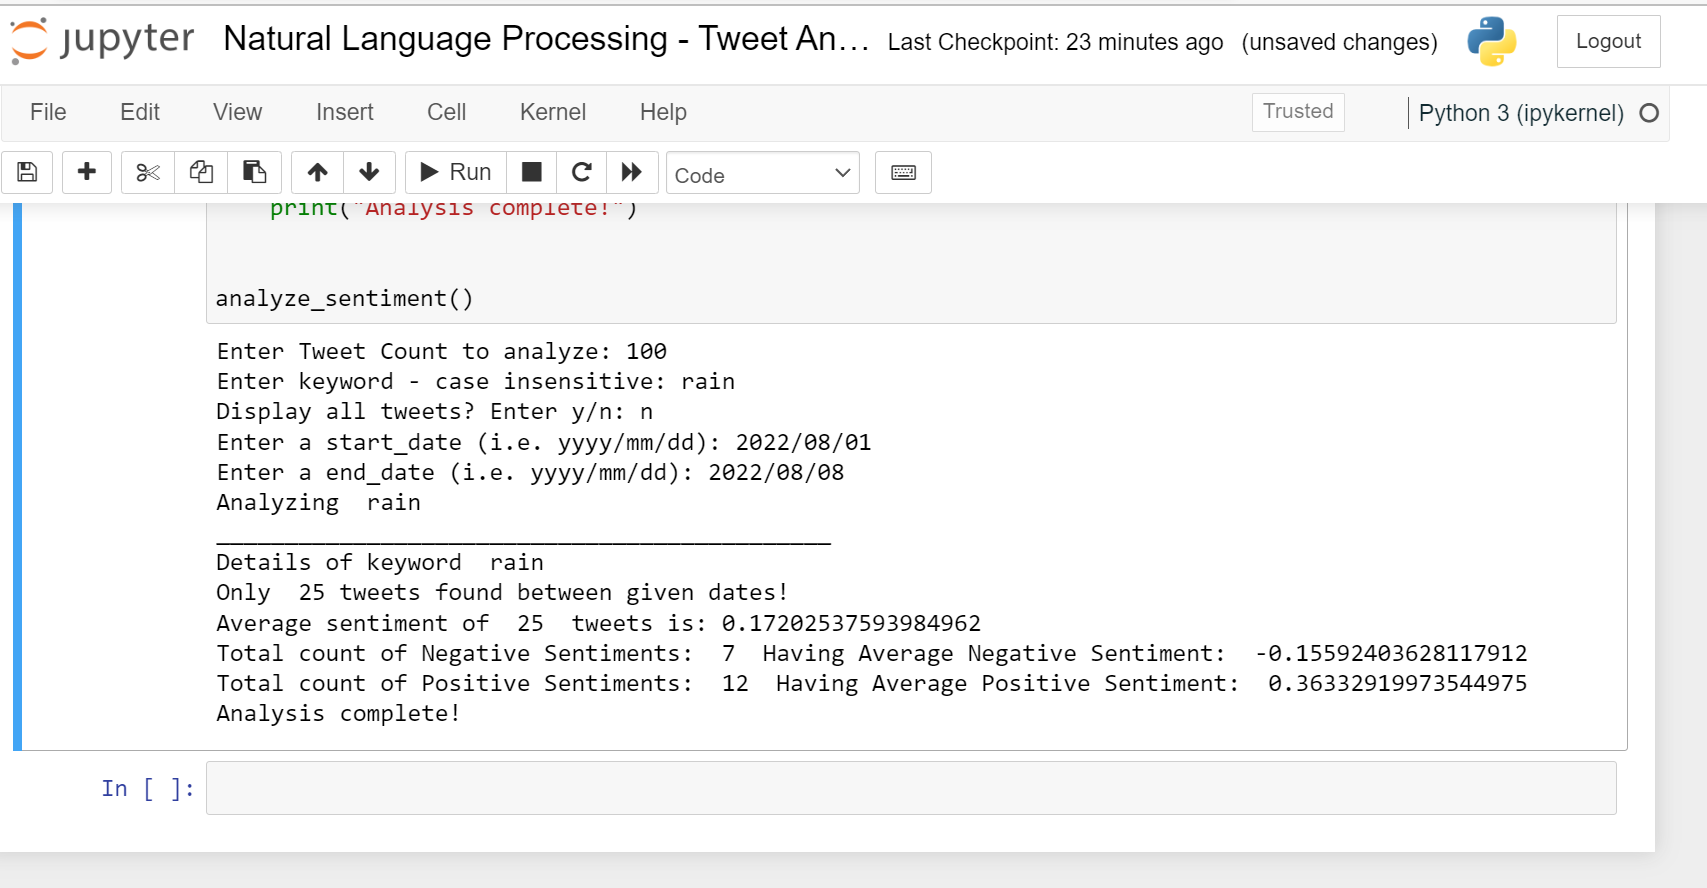 jupyter Natural Language Processing - Tweet An... Last Checkpoint: 23 minutes ago (unsaved changes) Logout
File Edit View Insert Cell Kernel Help Trusted Python 3 (ipykernel)
Run Code
print("Analysis complete!")
analyze_sentiment()
Enter Tweet Count to analyze: 100
Enter keyword - case insensitive: rain
Display all tweets? Enter y/n: n
Enter a start_date (i.e. yyyy/mm/dd): 2022/08/01
Enter a end_date (i.e. yyyy/mm/dd): 2022/08/08
Analyzing  rain
_____________________________________________
Details of keyword  rain
Only  25 tweets found between given dates!
Average sentiment of  25  tweets is: 0.17202537593984962
Total count of Negative Sentiments:  7  Having Average Negative Sentiment:  -0.15592403628117912
Total count of Positive Sentiments:  12  Having Average Positive Sentiment:  0.36332919973544975
Analysis complete!
In [ ]: